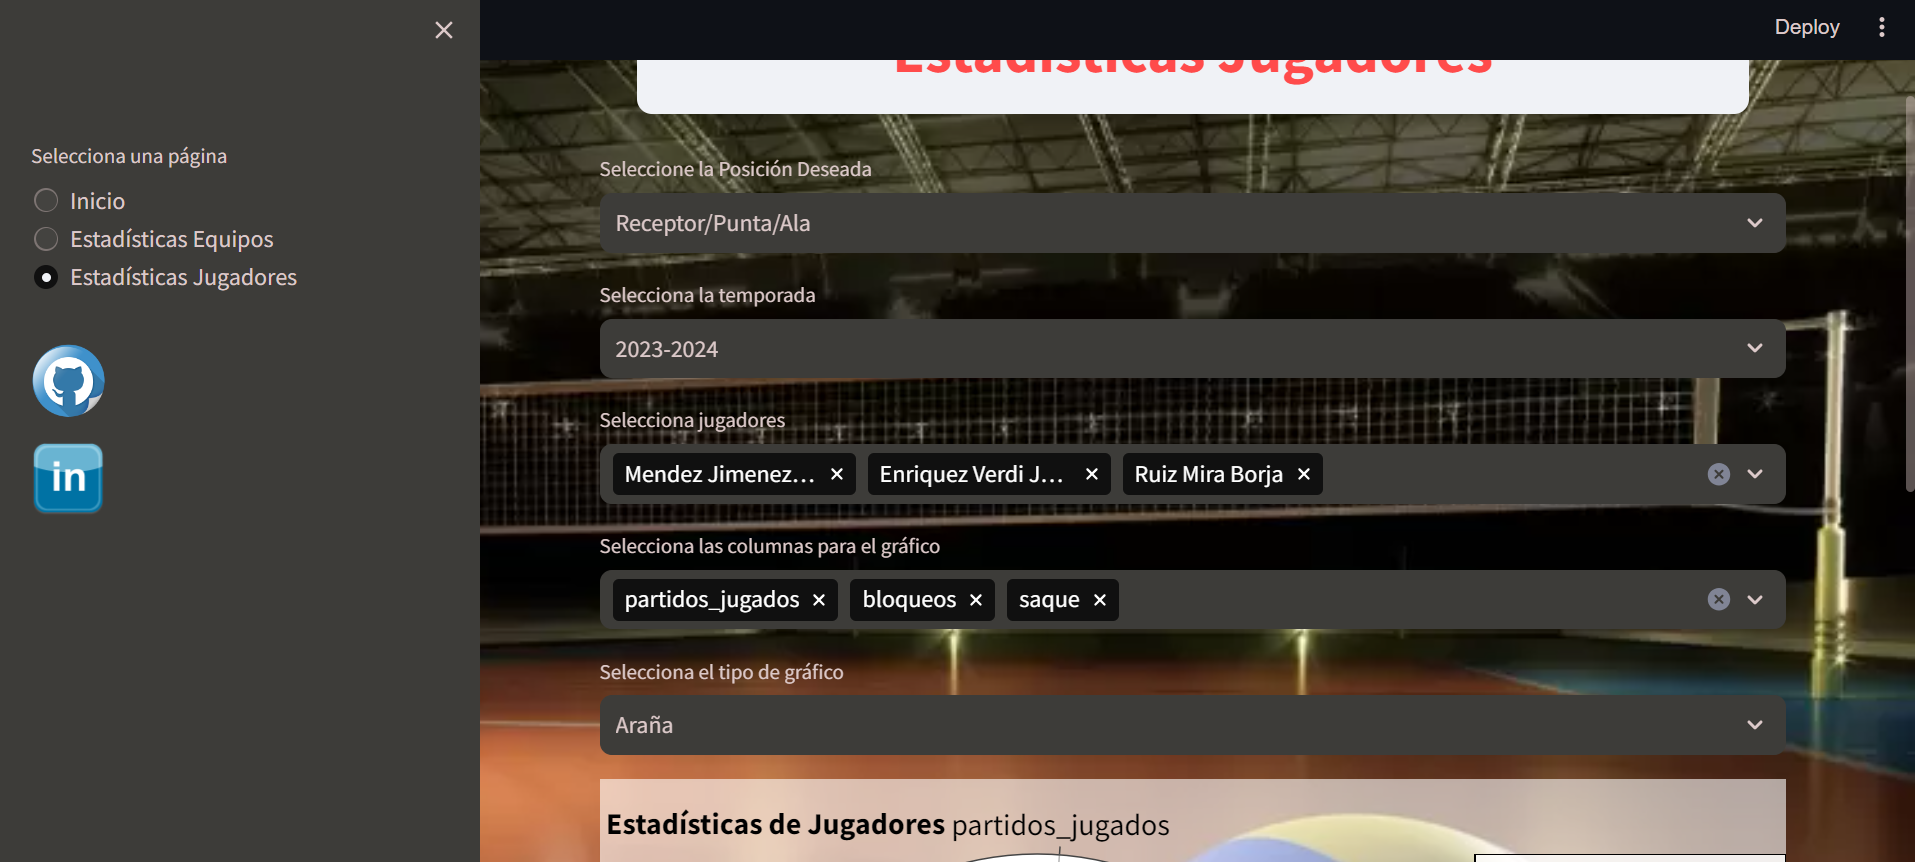 Deploy
Estadísticas Jugadores
Selecciona una página
Inicio
Estadísticas Equipos
Estadísticas Jugadores
in
Seleccione la Posición Deseada
Receptor/Punta/Ala
Selecciona la temporada
2023-2024
Selecciona jugadores
Mendez Jimenez... Enriquez Verdi J... Ruiz Mira Borja
Selecciona las columnas para el gráfico
partidos_jugados bloqueos saque
Selecciona el tipo de gráfico
Araña
Estadísticas de Jugadores partidos_jugados